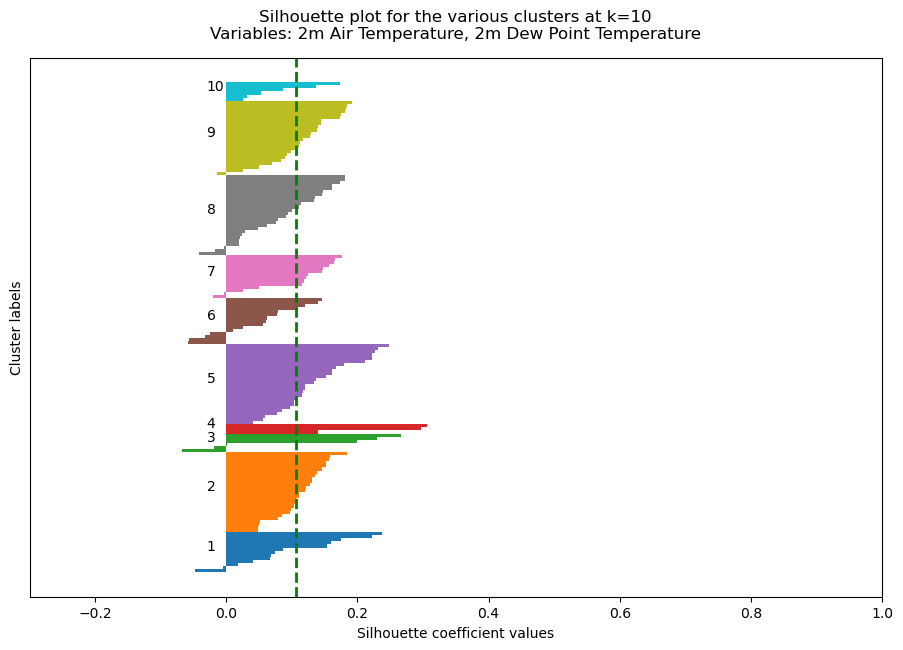 Silhouette plot for the various clusters at k=10
Variables: 2m Air Temperature, 2m Dew Point Temperature
Cluster labels
10
9
8
7
6
5
4
3
2
1
−0.2 0.0 0.2 0.4 0.6 0.8 1.0
Silhouette coefficient values